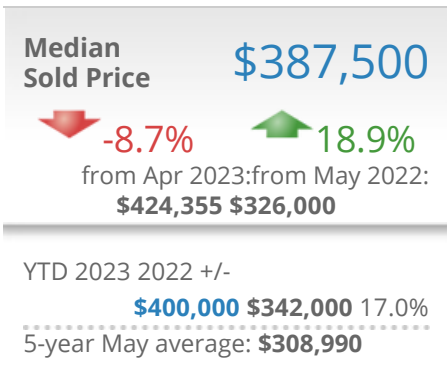 Median
Sold Price
$387,500
-8.7%
18.9%
from Apr 2023:from May 2022:
$424,355 $326,000
YTD 2023 2022 +/-
$400,000 $342,000 17.0%
5-year May average: $308,990